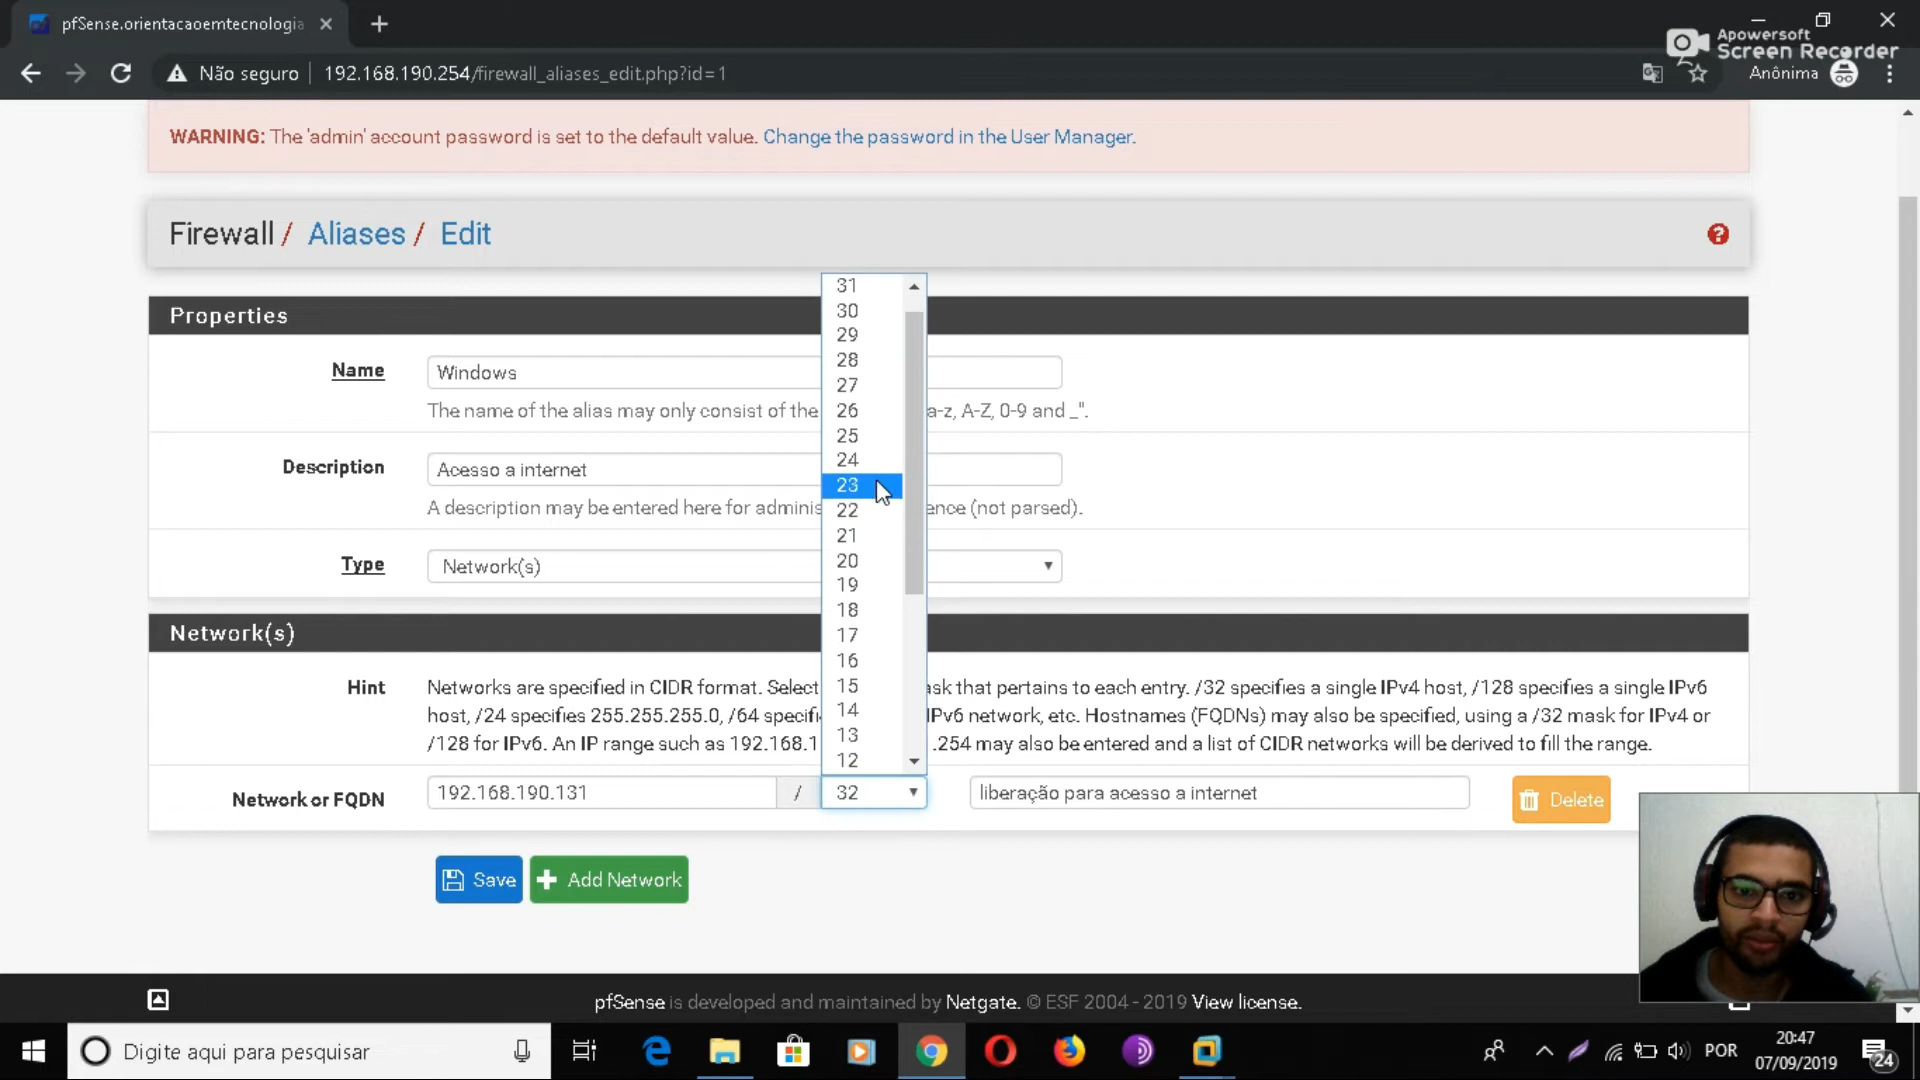 pfSense.orientacaoemtecnologia
Apowersoft
Screen Recorder
Não seguro
192.168.190.254/firewall_aliases_edit.php?id=1
Anônima
WARNING: The 'admin' account password is set to the default value. Change the password in the User Manager.
Firewall / Aliases / Edit
Properties
Name
Windows
The name of the alias may only consist of the
a-z, A-Z, 0-9 and _".
Description
Acesso a internet
A description may be entered here for adminis
ence (not parsed).
Type
Network(s)
31
30
29
28
27
26
25
24
23
22
21
20
19
18
17
16
15
14
13
12
Network(s)
Hint
Networks are specified in CIDR format. Select
ask that pertains to each entry. /32 specifies a single IPv4 host, /128 specifies a single IPv6
host, /24 specifies 255.255.255.0, /64 specifi
IPv6 network, etc. Hostnames (FQDNs) may also be specified, using a /32 mask for IPv4 or
/128 for IPv6. An IP range such as 192.168.1
.254 may also be entered and a list of CIDR networks will be derived to fill the range.
Network or FQDN
192.168.190.131
/
32
liberação para acesso a internet
Delete
Save
Add Network
pfSense is developed and maintained by Netgate. © ESF 2004 - 2019 View license.
Digite aqui para pesquisar
POR
20:47
07/09/2019
24